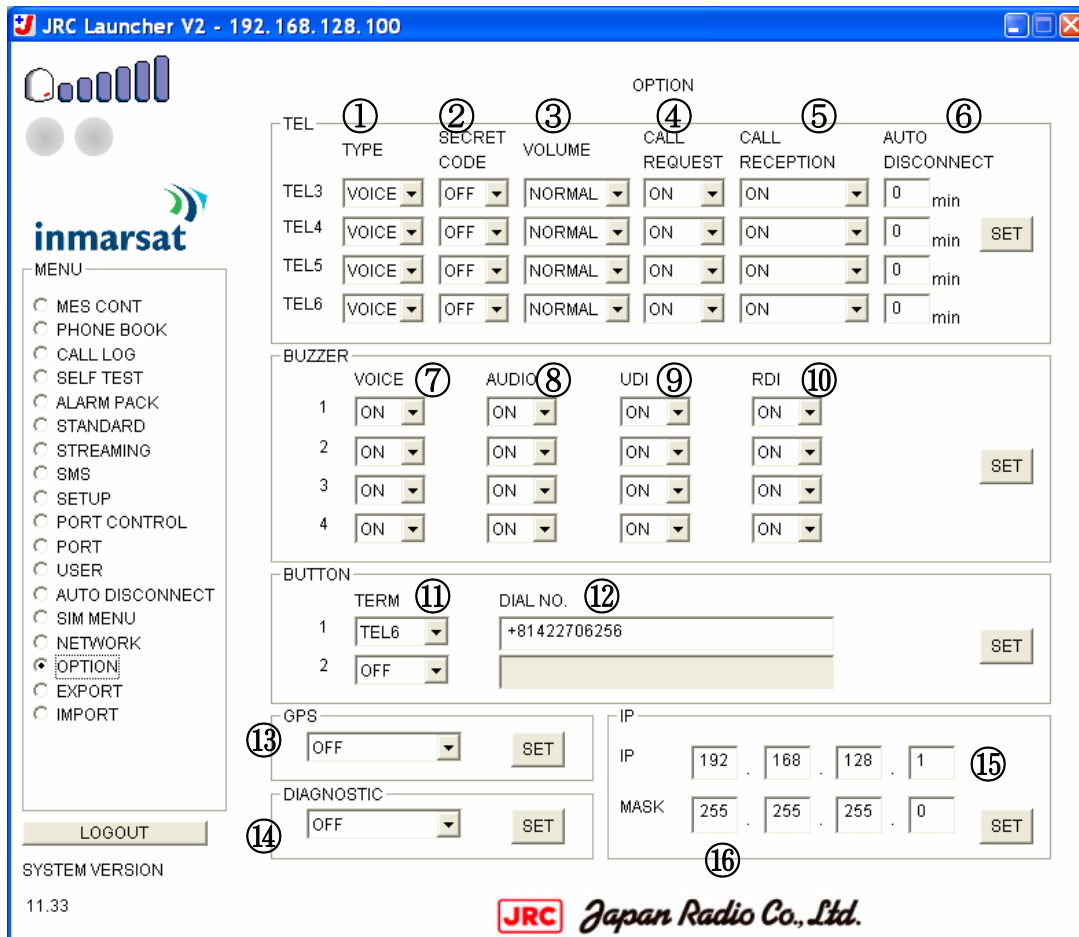 JRC Launcher V2 - 192.168.128.100
OPTION
TEL
① ② ③ ④ ⑤ ⑥
TYPE SECRET CODE VOLUME CALL REQUEST CALL RECEPTION AUTO DISCONNECT
TEL3 VOICE OFF NORMAL ON ON 0 min
TEL4 VOICE OFF NORMAL ON ON 0 min SET
TEL5 VOICE OFF NORMAL ON ON 0 min
TEL6 VOICE OFF NORMAL ON ON 0 min
inmarsat
MENU
MES CONT
PHONE BOOK
CALL LOG
SELF TEST
ALARM PACK
STANDARD
STREAMING
SMS
SETUP
PORT CONTROL
PORT
USER
AUTO DISCONNECT
SIM MENU
NETWORK
OPTION
EXPORT
IMPORT
LOGOUT
SYSTEM VERSION
11.33
BUZZER
VOICE ⑦ AUDIO ⑧ UDI ⑨ RDI ⑩
1 ON ON ON ON
2 ON ON ON ON
SET
3 ON ON ON ON
4 ON ON ON ON
BUTTON
TERM ⑪ DIAL NO. ⑫
1 TEL6 +81422706256
SET
2 OFF
GPS
⑬ OFF SET
DIAGNOSTIC
⑭ OFF SET
IP
IP 192 . 168 . 128 . 1 ⑮
MASK 255 . 255 . 255 . 0 SET
⑯
JRC Japan Radio Co., Ltd.